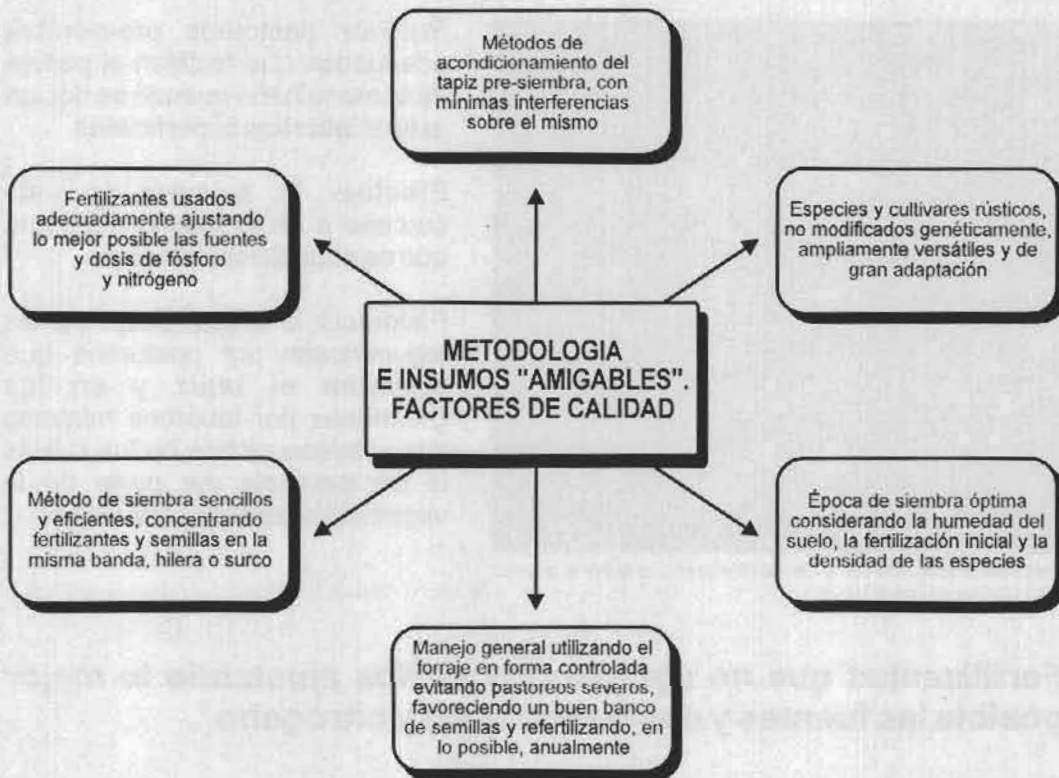 Métodos de
acondicionamiento del
tapiz pre-siembra, con
mínimas interferencias
sobre el mismo
Fertilizantes usados
adecuadamente ajustando
lo mejor posible las fuentes
y dosis de fósforo
y nitrógeno
Especies y cultivares rústicos,
no modificados genéticamente,
ampliamente versátiles y de
gran adaptación
METODOLOGIA
E INSUMOS "AMIGABLES".
FACTORES DE CALIDAD
Método de siembra sencillos
y eficientes, concentrando
fertilizantes y semillas en la
misma banda, hilera o surco
Época de siembra óptima
considerando la humedad del
suelo, la fertilización inicial y la
densidad de las especies
Manejo general utilizando el
forraje en forma controlada
evitando pastoreos severos,
favoreciendo un buen banco
de semillas y refertilizando, en
lo posible, anualmente